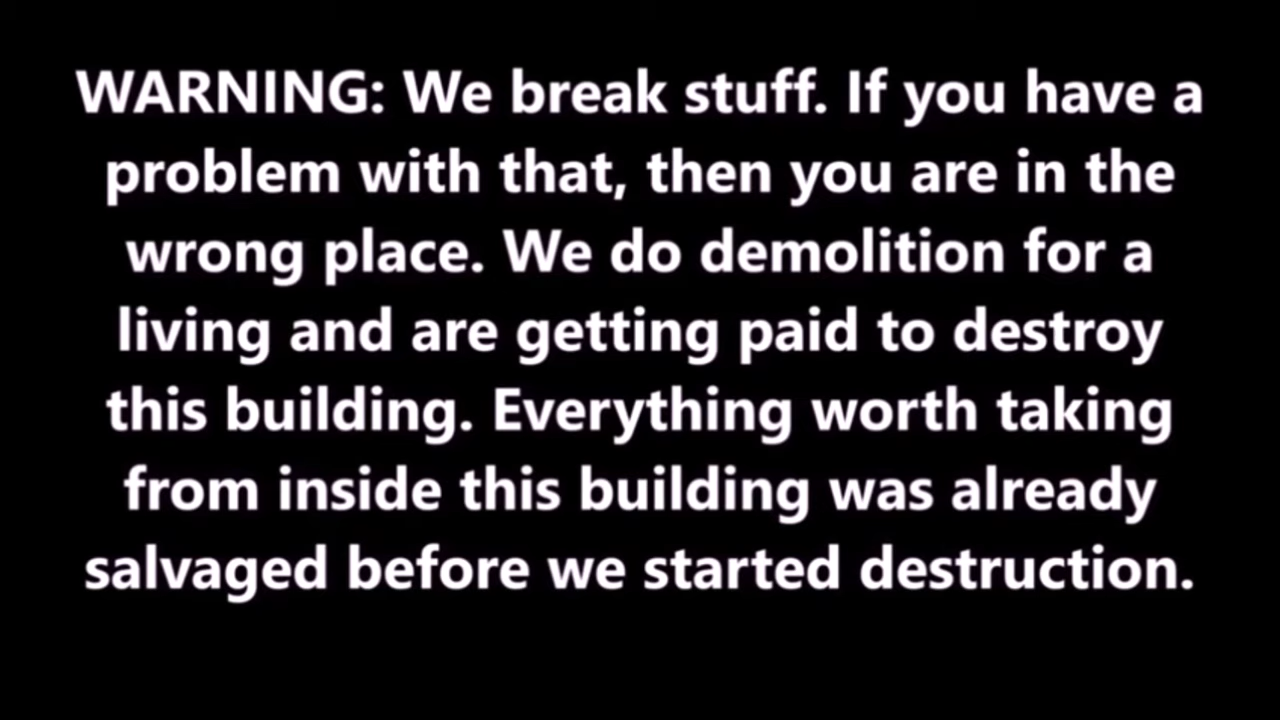 WARNING: We break stuff. If you have a
problem with that, then you are in the
wrong place. We do demolition for a
living and are getting paid to destroy
this building. Everything worth taking
from inside this building was already
salvaged before we started destruction.